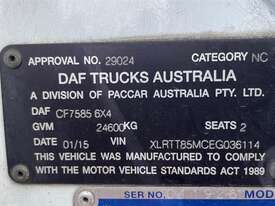 APPROVAL NO. 29024 CATEGORY NC
DAF TRUCKS AUSTRALIA
A DIVISION OF PACCAR AUSTRALIA PTY. LTD.
DAF CF7585 6X4
GVM 24600KG SEATS 2
DATE 01/15 VIN XLRTT85MCEG036114
THIS VEHICLE WAS MANUFACTURED TO COMPLY
WITH THE MOTOR VEHICLE STANDARDS ACT 1989
SER NO. MOD